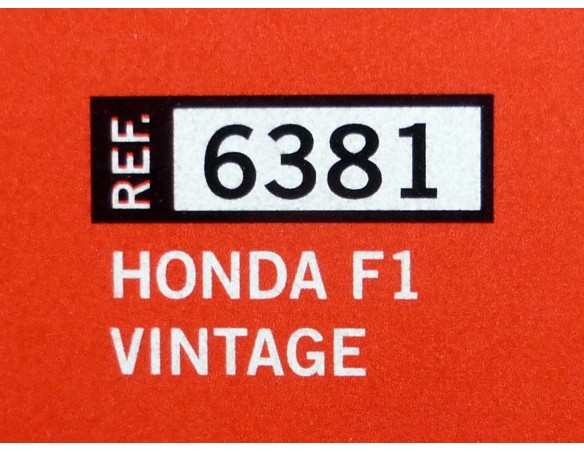 REF. 6381
HONDA F1
VINTAGE